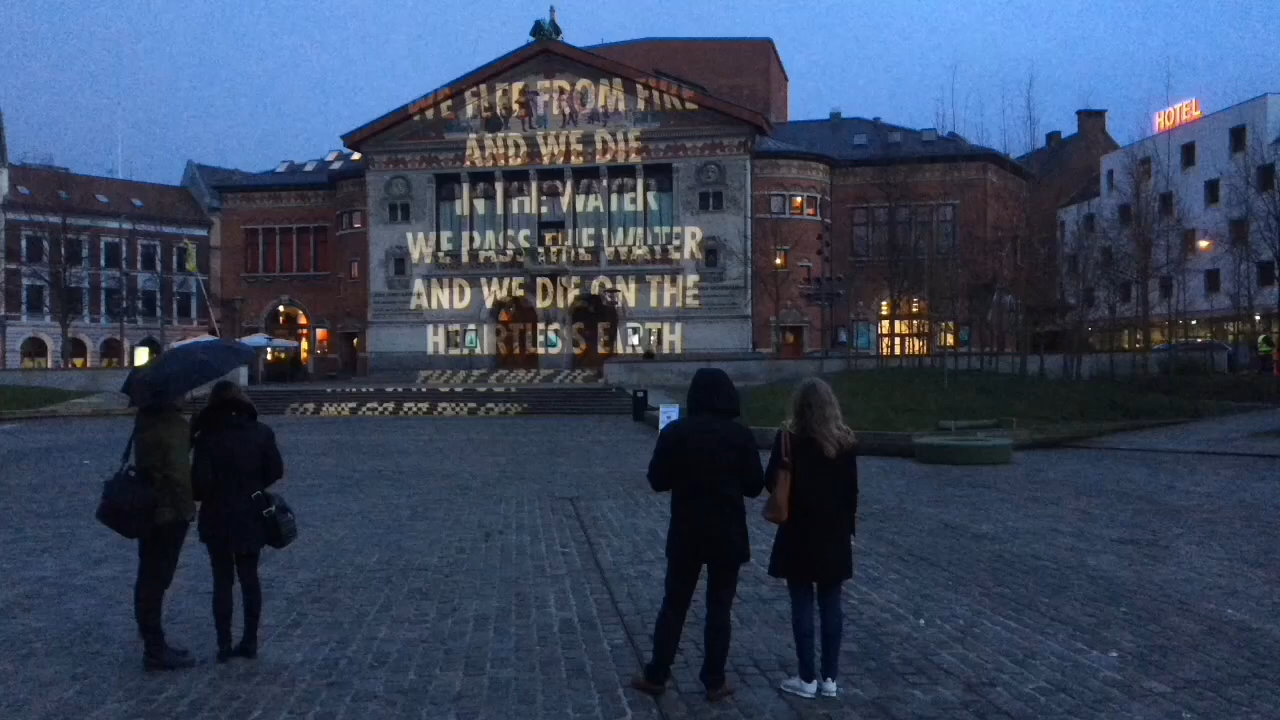 WE FLEE FROM FIRE
AND WE DIE
IN THE WATER
WE PASS THE WATER
AND WE DIE ON THE
HEARTLESS EARTH
HOTEL